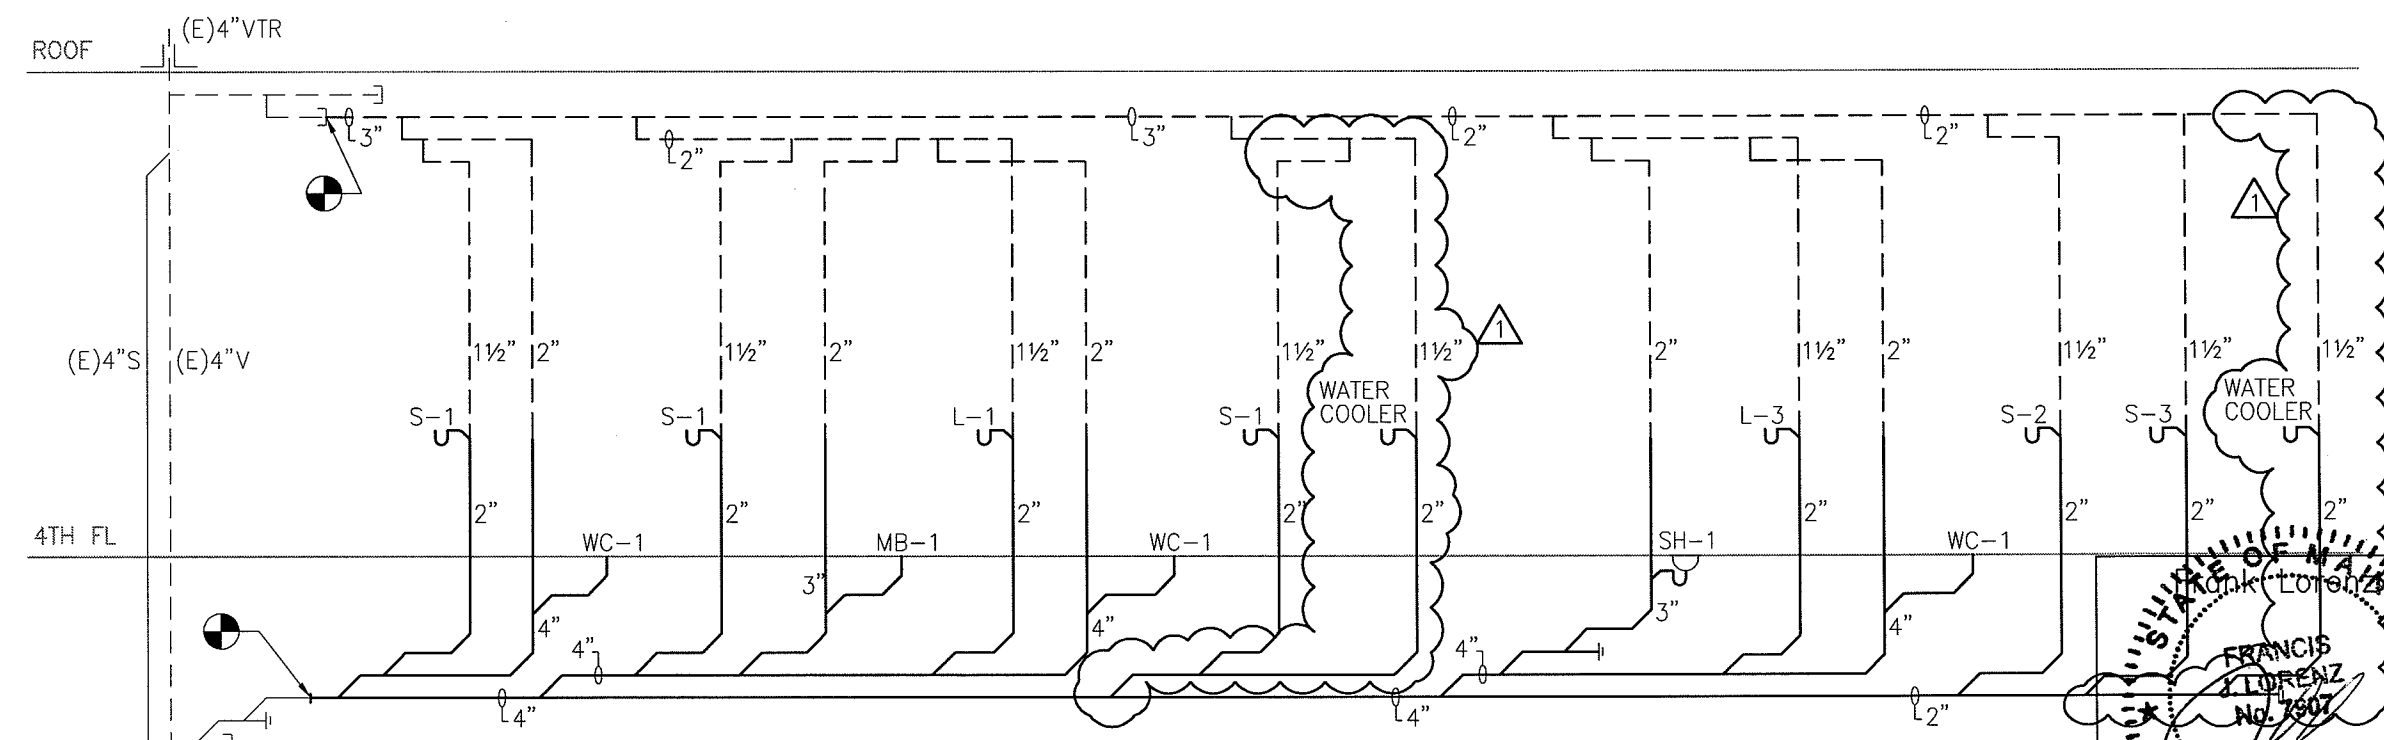 (E)4"VTR
ROOF
3"
2"
3"
2"
2"
1
1
(E)4"S
(E)4"V
1½"
2"
1½"
2"
1½"
2"
1½"
1½"
2"
1½"
2"
1½"
1½"
1½"
WATER
COOLER
WATER
COOLER
S-1
S-1
L-1
S-1
L-3
S-2
S-3
2"
2"
2"
2"
2"
2"
2"
2"
2"
4TH FL
WC-1
MB-1
WC-1
SH-1
WC-1
3"
3"
4"
4"
4"
4"
4"
4"
4"
2"
STATE OF
Frank Lorenz
FRANCIS
J. LORENZ
No. 7907